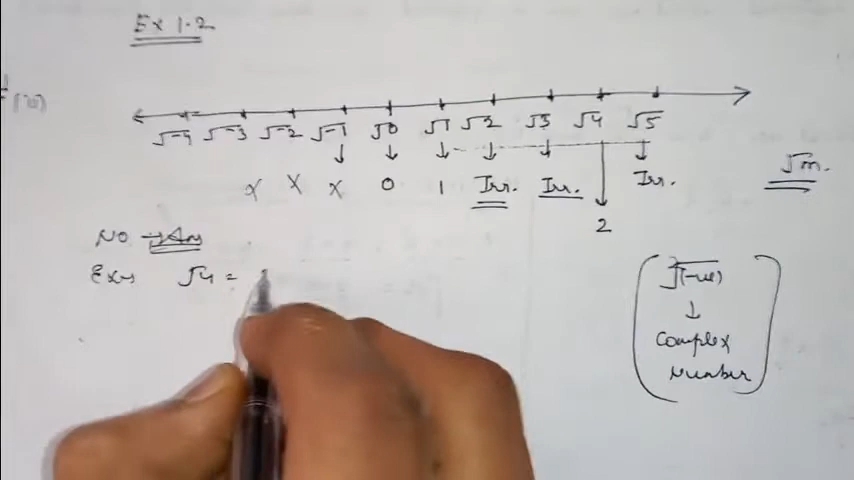 Ex 1.2
√-4 √-3 √-2 √-1 √0 √1 √2 √3 √4 √5
↓ ↓ ↓ ↓ ↓ ↓
x x x 0 1 Irr. Irr. Irr.
2
√m.
NO → Ans
Ex → √4 =
√(-ve)
↓
Complex
Number